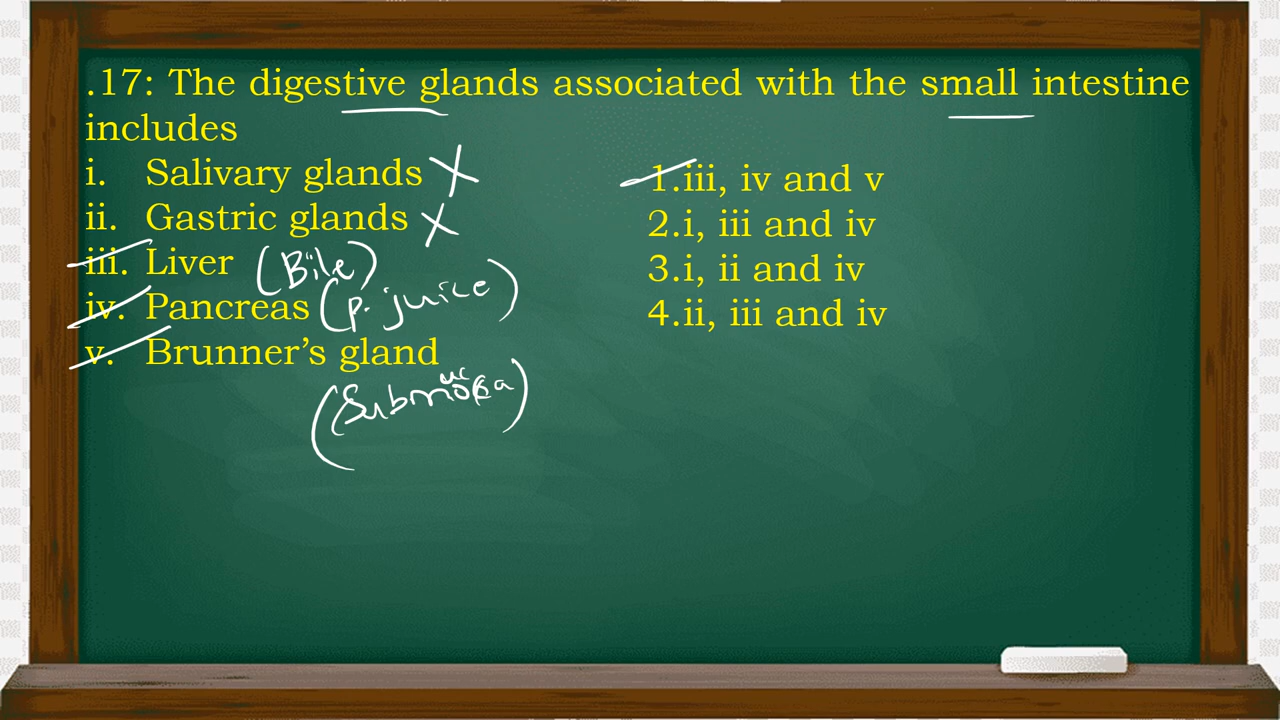 .17: The digestive glands associated with the small intestine
includes
i. Salivary glands X
ii. Gastric glands X
iii. Liver (Bile)
iv. Pancreas (p. juice)
v. Brunner's gland
(Submucosa)
1.iii, iv and v
2.i, iii and iv
3.i, ii and iv
4.ii, iii and iv